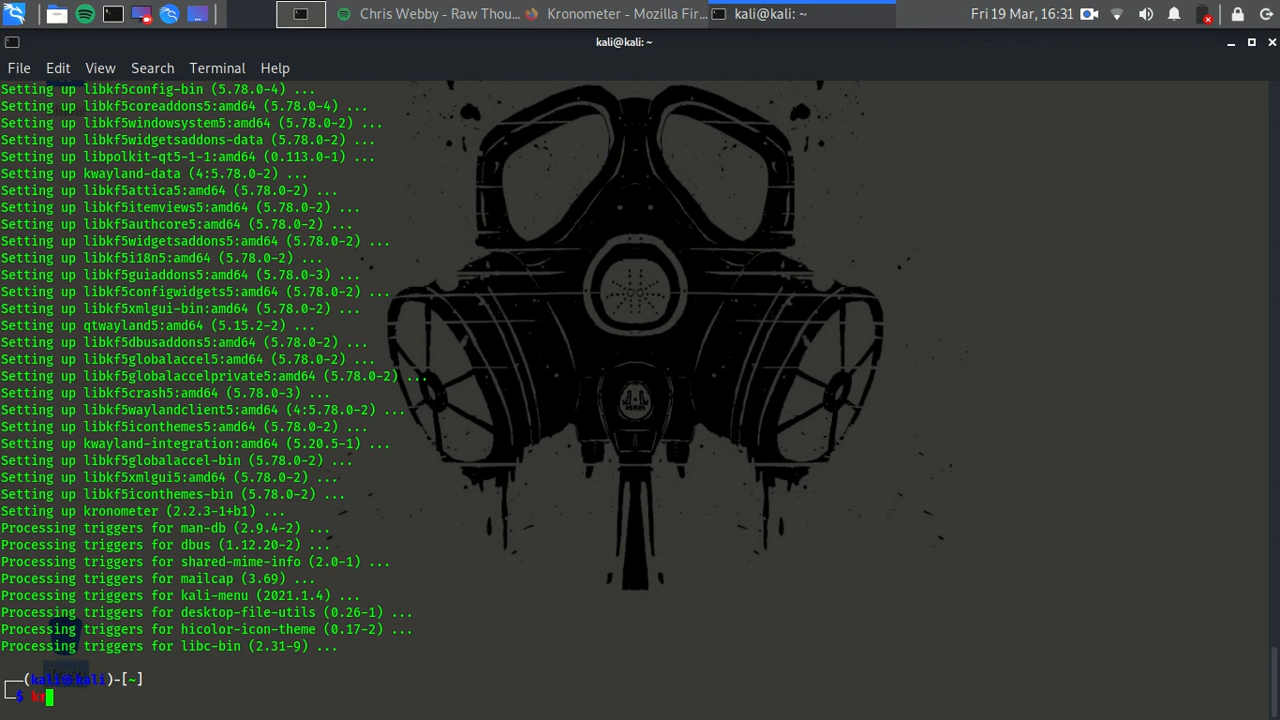 Chris Webby - Raw Thou...
Kronometer - Mozilla Fir...
kali@kali: ~
Fri 19 Mar, 16:31
kali@kali: ~
File Edit View Search Terminal Help
Setting up libkf5config-bin (5.78.0-4) ...
Setting up libkf5coreaddons5:amd64 (5.78.0-4) ...
Setting up libkf5windowsystem5:amd64 (5.78.0-2) ...
Setting up libkf5widgetsaddons-data (5.78.0-2) ...
Setting up libpolkit-qt5-1-1:amd64 (0.113.0-1) ...
Setting up kwayland-data (4:5.78.0-2) ...
Setting up libkf5attica5:amd64 (5.78.0-2) ...
Setting up libkf5itemviews5:amd64 (5.78.0-2) ...
Setting up libkf5authcore5:amd64 (5.78.0-2) ...
Setting up libkf5widgetsaddons5:amd64 (5.78.0-2) ...
Setting up libkf5i18n5:amd64 (5.78.0-2) ...
Setting up libkf5guiaddons5:amd64 (5.78.0-3) ...
Setting up libkf5configwidgets5:amd64 (5.78.0-2) ...
Setting up libkf5xmlgui-bin:amd64 (5.78.0-2) ...
Setting up qtwayland5:amd64 (5.15.2-2) ...
Setting up libkf5dbusaddons5:amd64 (5.78.0-2) ...
Setting up libkf5globalaccel5:amd64 (5.78.0-2) ...
Setting up libkf5globalaccelprivate5:amd64 (5.78.0-2) ...
Setting up libkf5crash5:amd64 (5.78.0-3) ...
Setting up libkf5waylandclient5:amd64 (4:5.78.0-2) ...
Setting up libkf5iconthemes5:amd64 (5.78.0-2) ...
Setting up kwayland-integration:amd64 (5.20.5-1) ...
Setting up libkf5globalaccel-bin (5.78.0-2) ...
Setting up libkf5xmlgui5:amd64 (5.78.0-2) ...
Setting up libkf5iconthemes-bin (5.78.0-2) ...
Setting up kronometer (2.2.3-1+b1) ...
Processing triggers for man-db (2.9.4-2) ...
Processing triggers for dbus (1.12.20-2) ...
Processing triggers for shared-mime-info (2.0-1) ...
Processing triggers for mailcap (3.69) ...
Processing triggers for kali-menu (2021.1.4) ...
Processing triggers for desktop-file-utils (0.26-1) ...
Processing triggers for hicolor-icon-theme (0.17-2) ...
Processing triggers for libc-bin (2.31-9) ...
Trash
┌──(kali㉿kali)-[~]
└─$ kr